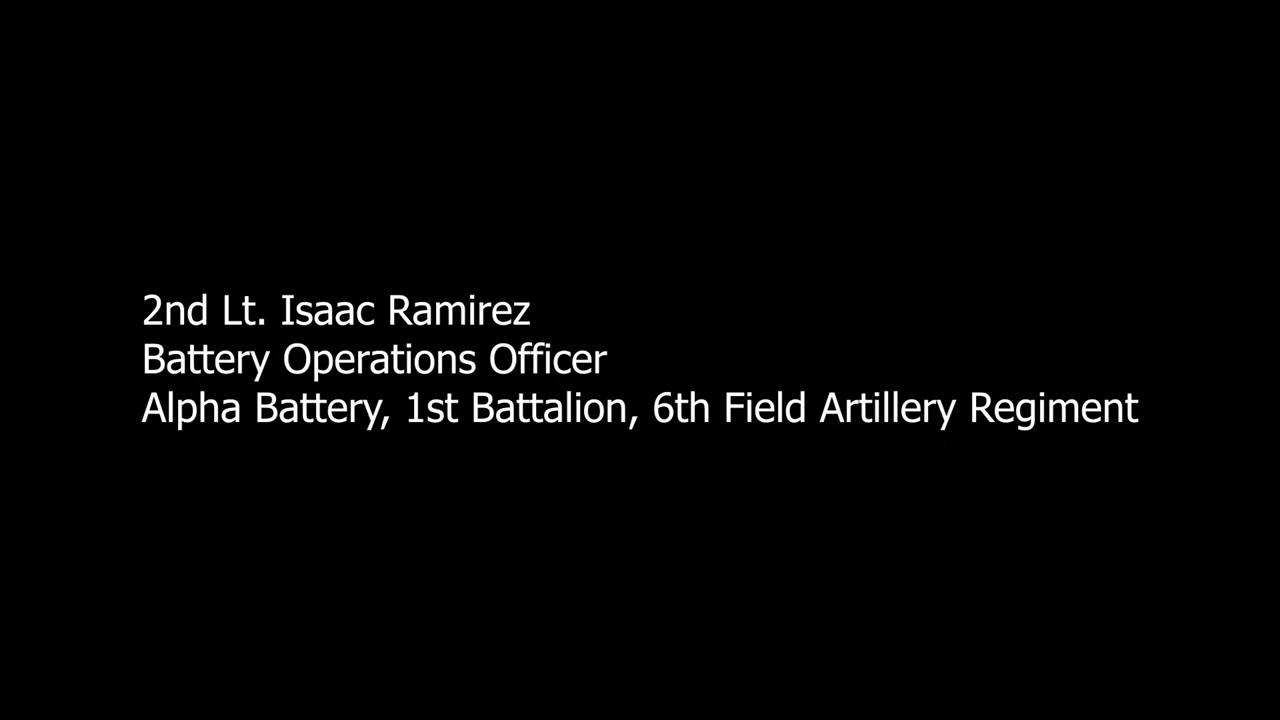 2nd Lt. Isaac Ramirez
Battery Operations Officer
Alpha Battery, 1st Battalion, 6th Field Artillery Regiment